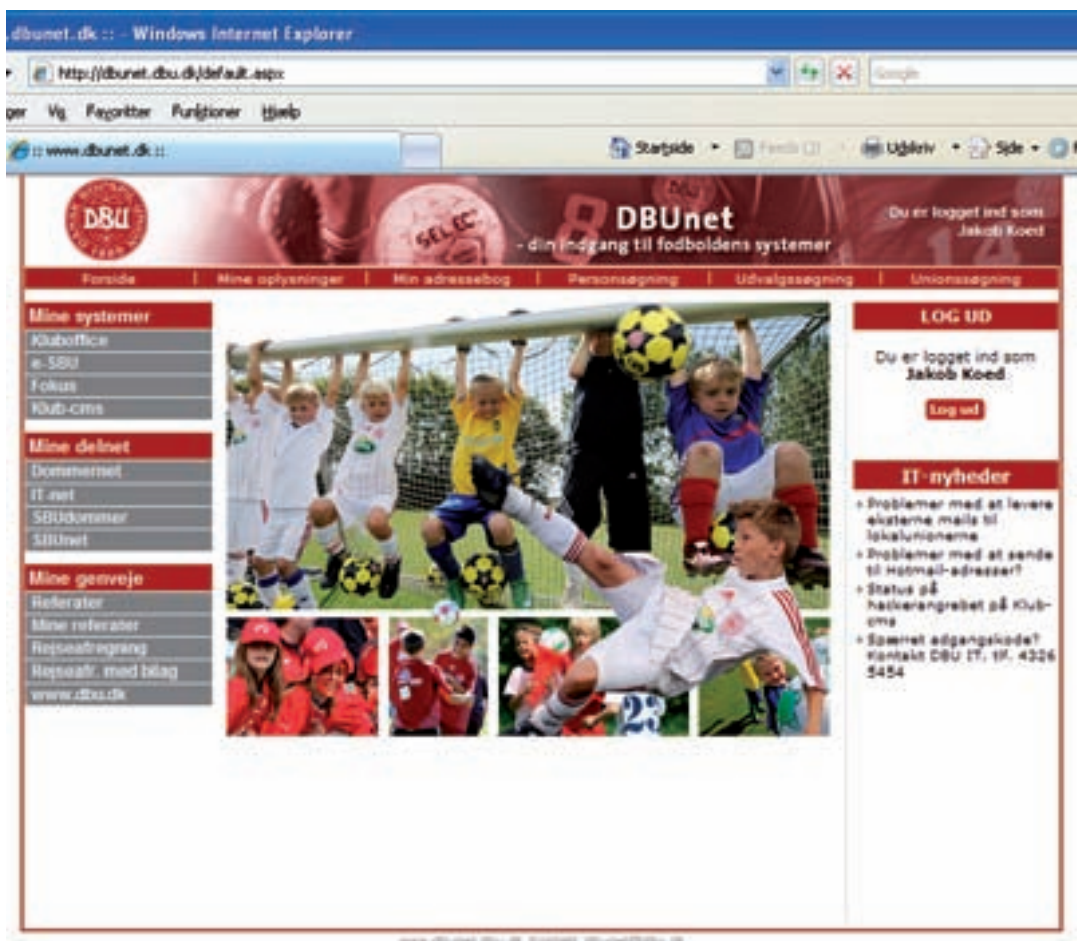 .dbunet.dk :: - Windows Internet Explorer
http://dbunet.dbu.dk/default.aspx
Google
ger Vis Favoritter Funktioner Hjælp
:: www.dbunet.dk ::
Startside
Feeds
Udskriv
Side
DBU
SELECT
DBUnet
- din indgang til fodboldens systemer
Du er logget ind som
Jakob Koed
Forside | Mine oplysninger | Min adressebog | Personsøgning | Udvalgssøgning | Unionssøgning
Mine systemer
Kluboffice
e-SBU
Fokus
Klub-cms
Mine delnet
Dommernet
IT-net
SBUdommer
SBUnet
Mine genveje
Referater
Mine referater
Rejseafregning
Rejseafr. med bilag
www.dbu.dk
23
LOG UD
Du er logget ind som
Jakob Koed
Log ud
IT-nyheder
Problemer med at levere
eksterne mails til
lokalunionerne
Problemer med at sende
til Hotmail-adresser?
Status på
hackerangrebet på Klub-
cms
Spærret adgangskode?
Kontakt DBU IT, tlf. 4326
5454